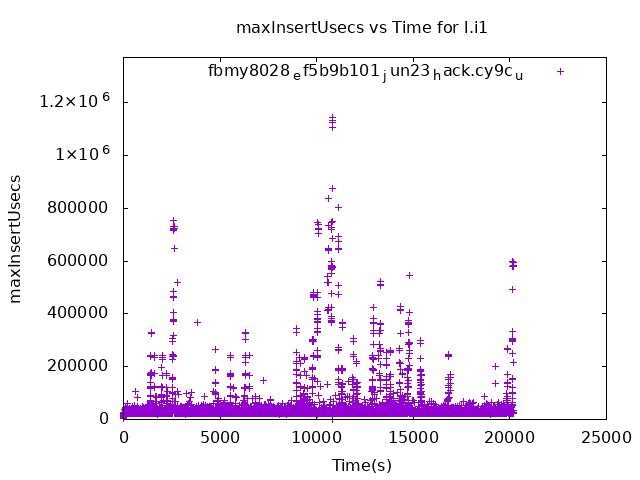 maxInsertUsecs vs Time for I.i1
fbmy8028ₑf5b9b101ⱼun23ₕack.cy9cᵤ
1.2×10⁶
1×10⁶
800000
600000
400000
200000
0
maxInsertUsecs
0 5000 10000 15000 20000 25000
Time(s)